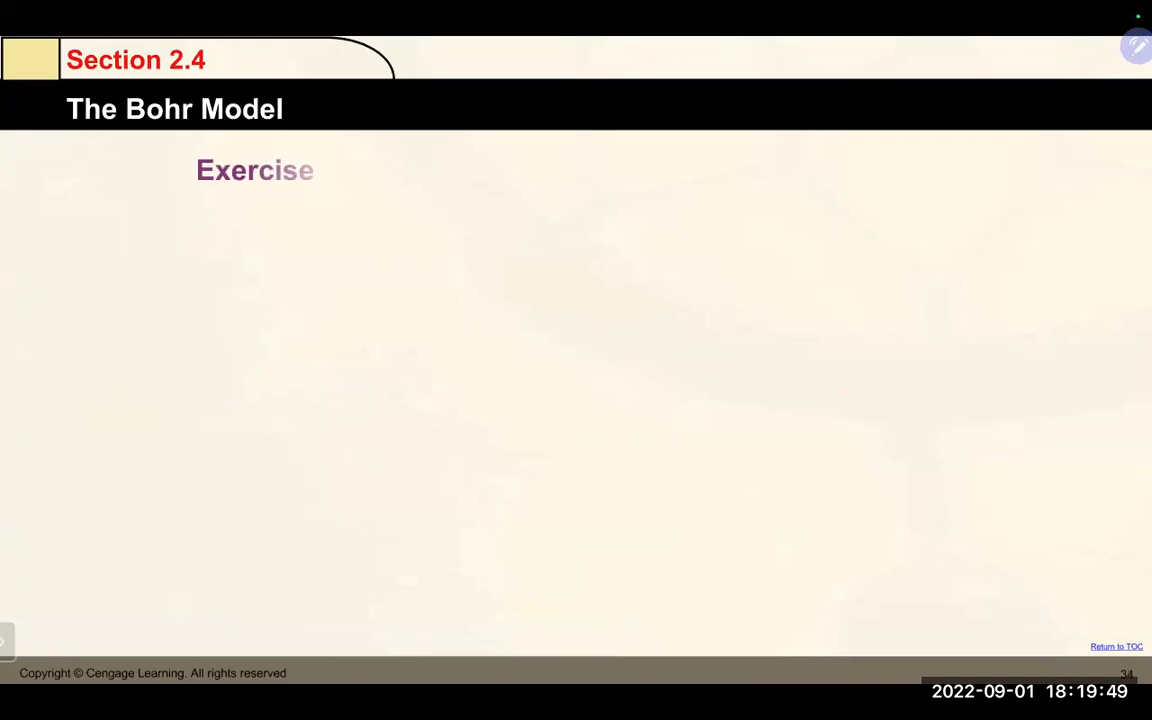 Section 2.4
The Bohr Model
Exercise
Return to TOC
Copyright © Cengage Learning. All rights reserved
34
2022-09-01 18:19:49